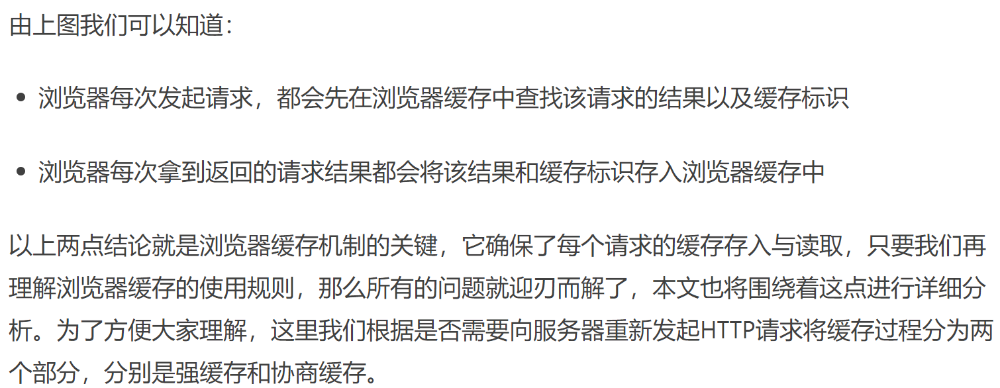 由上图我们可以知道：
• 浏览器每次发起请求，都会先在浏览器缓存中查找该请求的结果以及缓存标识
• 浏览器每次拿到返回的请求结果都会将该结果和缓存标识存入浏览器缓存中
以上两点结论就是浏览器缓存机制的关键，它确保了每个请求的缓存存入与读取，只要我们再
理解浏览器缓存的使用规则，那么所有的问题就迎刃而解了，本文也将围绕着这点进行详细分
析。为了方便大家理解，这里我们根据是否需要向服务器重新发起HTTP请求将缓存过程分为两
个部分，分别是强缓存和协商缓存。